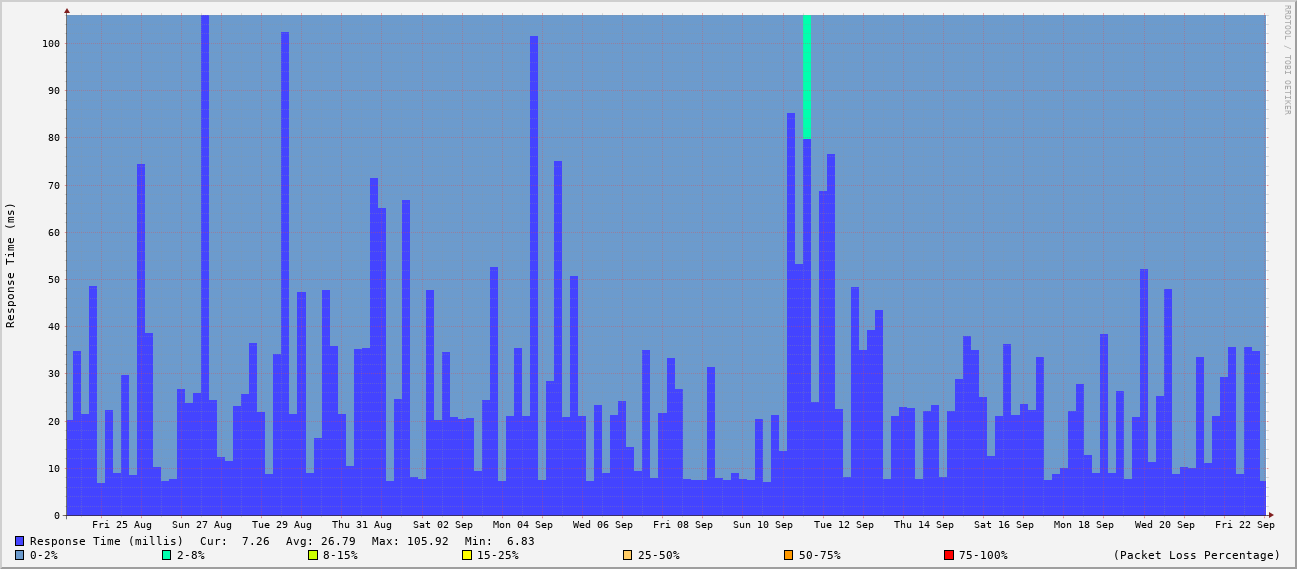 RRDTOOL / TOBI OETIKER
Response Time (ms)
100
90
80
70
60
50
40
30
20
10
0
Fri 25 Aug Sun 27 Aug Tue 29 Aug Thu 31 Aug Sat 02 Sep Mon 04 Sep Wed 06 Sep Fri 08 Sep Sun 10 Sep Tue 12 Sep Thu 14 Sep Sat 16 Sep Mon 18 Sep Wed 20 Sep Fri 22 Sep
Response Time (millis) Cur: 7.26 Avg: 26.79 Max: 105.92 Min: 6.83
0-2% 2-8% 8-15% 15-25% 25-50% 50-75% 75-100% (Packet Loss Percentage)